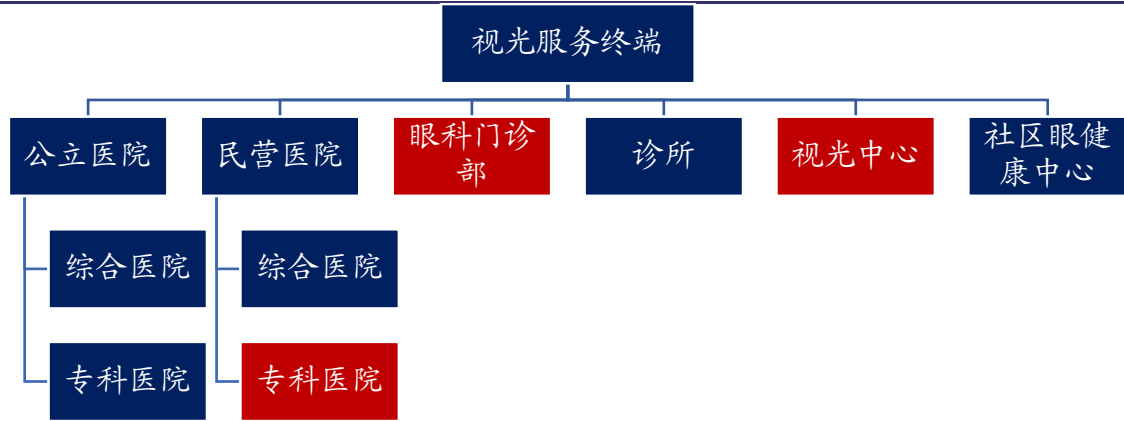 视光服务终端
公立医院
民营医院
眼科门诊
部
诊所
视光中心
社区眼健
康中心
综合医院
综合医院
专科医院
专科医院